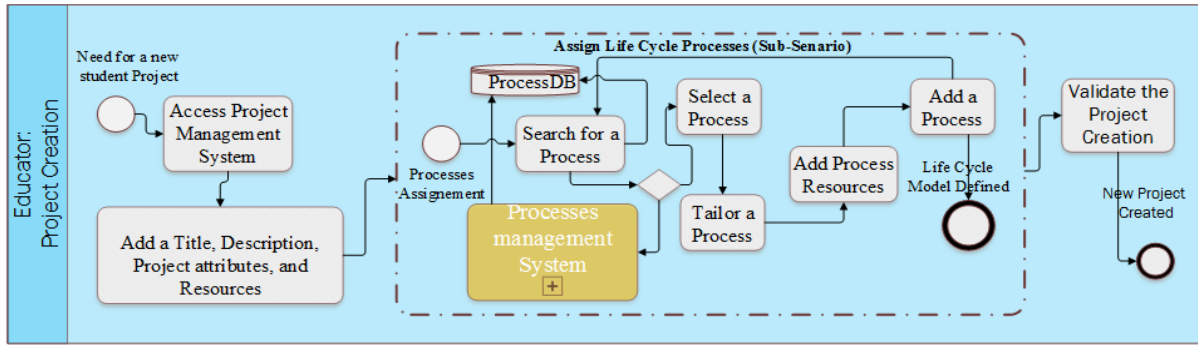 Educator:
Project Creation
Need for a new
student Project
Access Project
Management
System
Add a Title, Description,
Project attributes, and
Resources
Assign Life Cycle Processes (Sub-Senario)
ProcessDB
Search for a
Process
Processes
Assignement
Processes
management
System
Select a
Process
Tailor a
Process
Add Process
Resources
Add a
Process
Life Cycle
Model Defined
Validate the
Project
Creation
New Project
Created